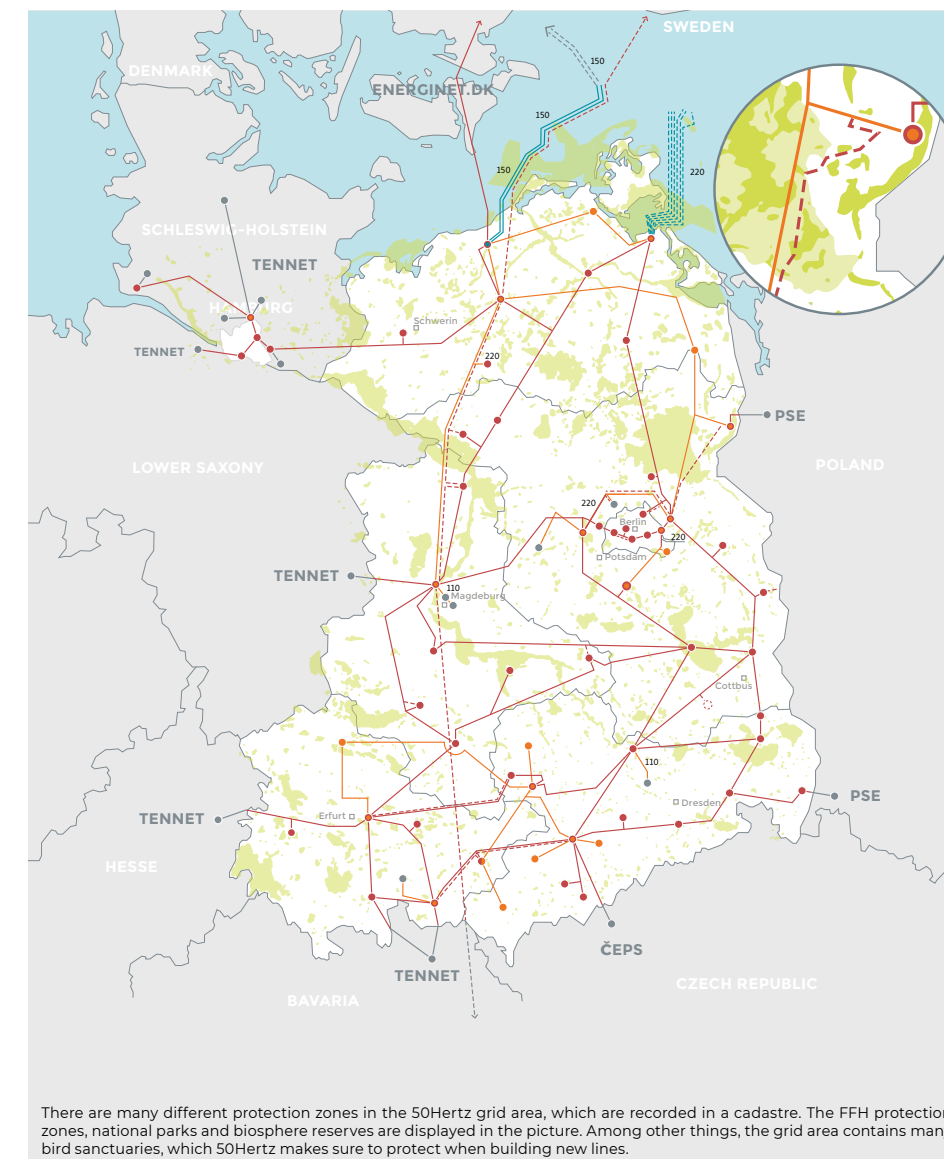 SWEDEN
150
DENMARK
ENERGINET.DK
150
150
220
SCHLESWIG-HOLSTEIN
TENNET
HAMBURG
Schwerin
TENNET
220
PSE
LOWER SAXONY
POLAND
220
Berlin
220
Potsdam
TENNET
110
Magdeburg
Cottbus
110
PSE
Dresden
TENNET
Erfurt
HESSE
ČEPS
TENNET
CZECH REPUBLIC
BAVARIA
There are many different protection zones in the 50Hertz grid area, which are recorded in a cadastre. The FFH protection
zones, national parks and biosphere reserves are displayed in the picture. Among other things, the grid area contains man
bird sanctuaries, which 50Hertz makes sure to protect when building new lines.